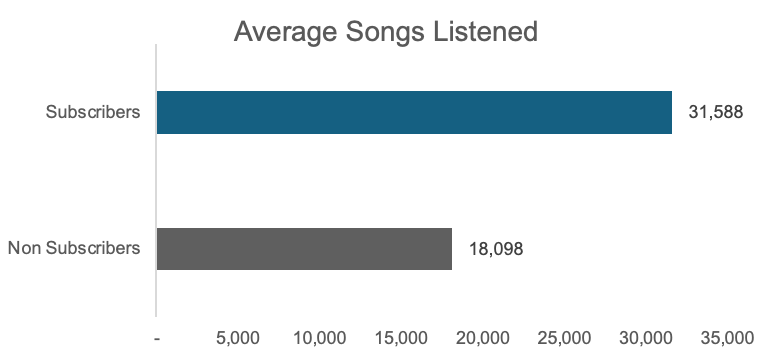 Average Songs Listened
Subscribers 31,588
Non Subscribers 18,098
- 5,000 10,000 15,000 20,000 25,000 30,000 35,000